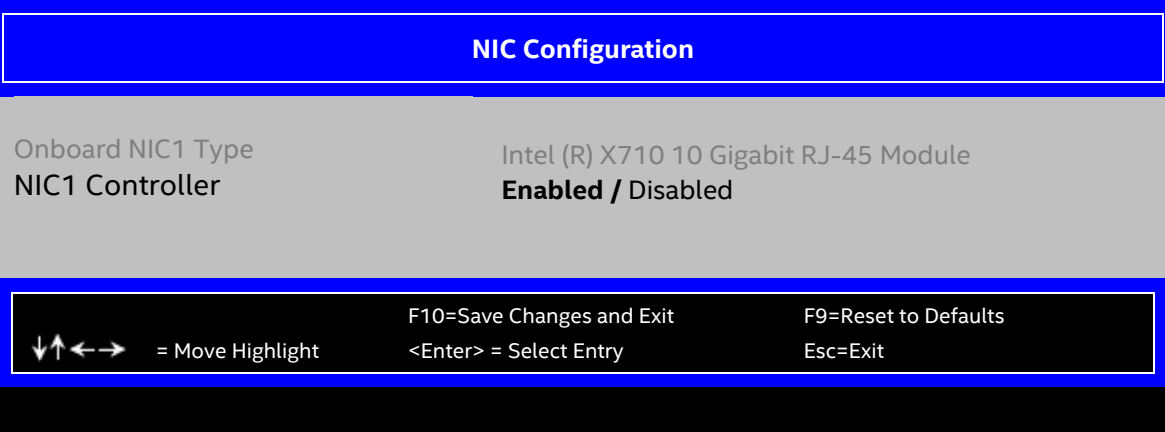 NIC Configuration
Onboard NIC1 Type Intel (R) X710 10 Gigabit RJ-45 Module
NIC1 Controller Enabled / Disabled
F10=Save Changes and Exit F9=Reset to Defaults
↓↑←→ = Move Highlight <Enter> = Select Entry Esc=Exit